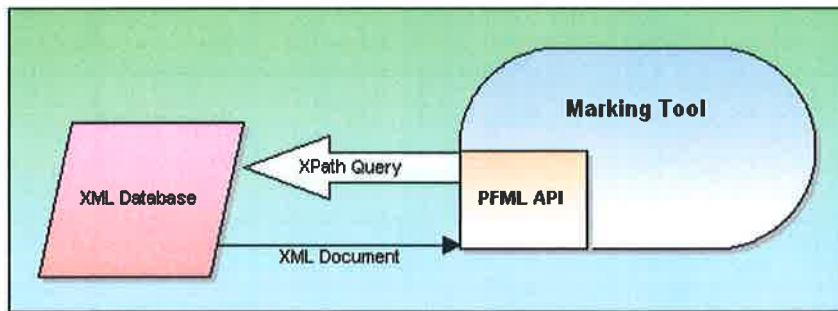 Marking Tool
XPath Query
XML Database
PFML API
XML Document